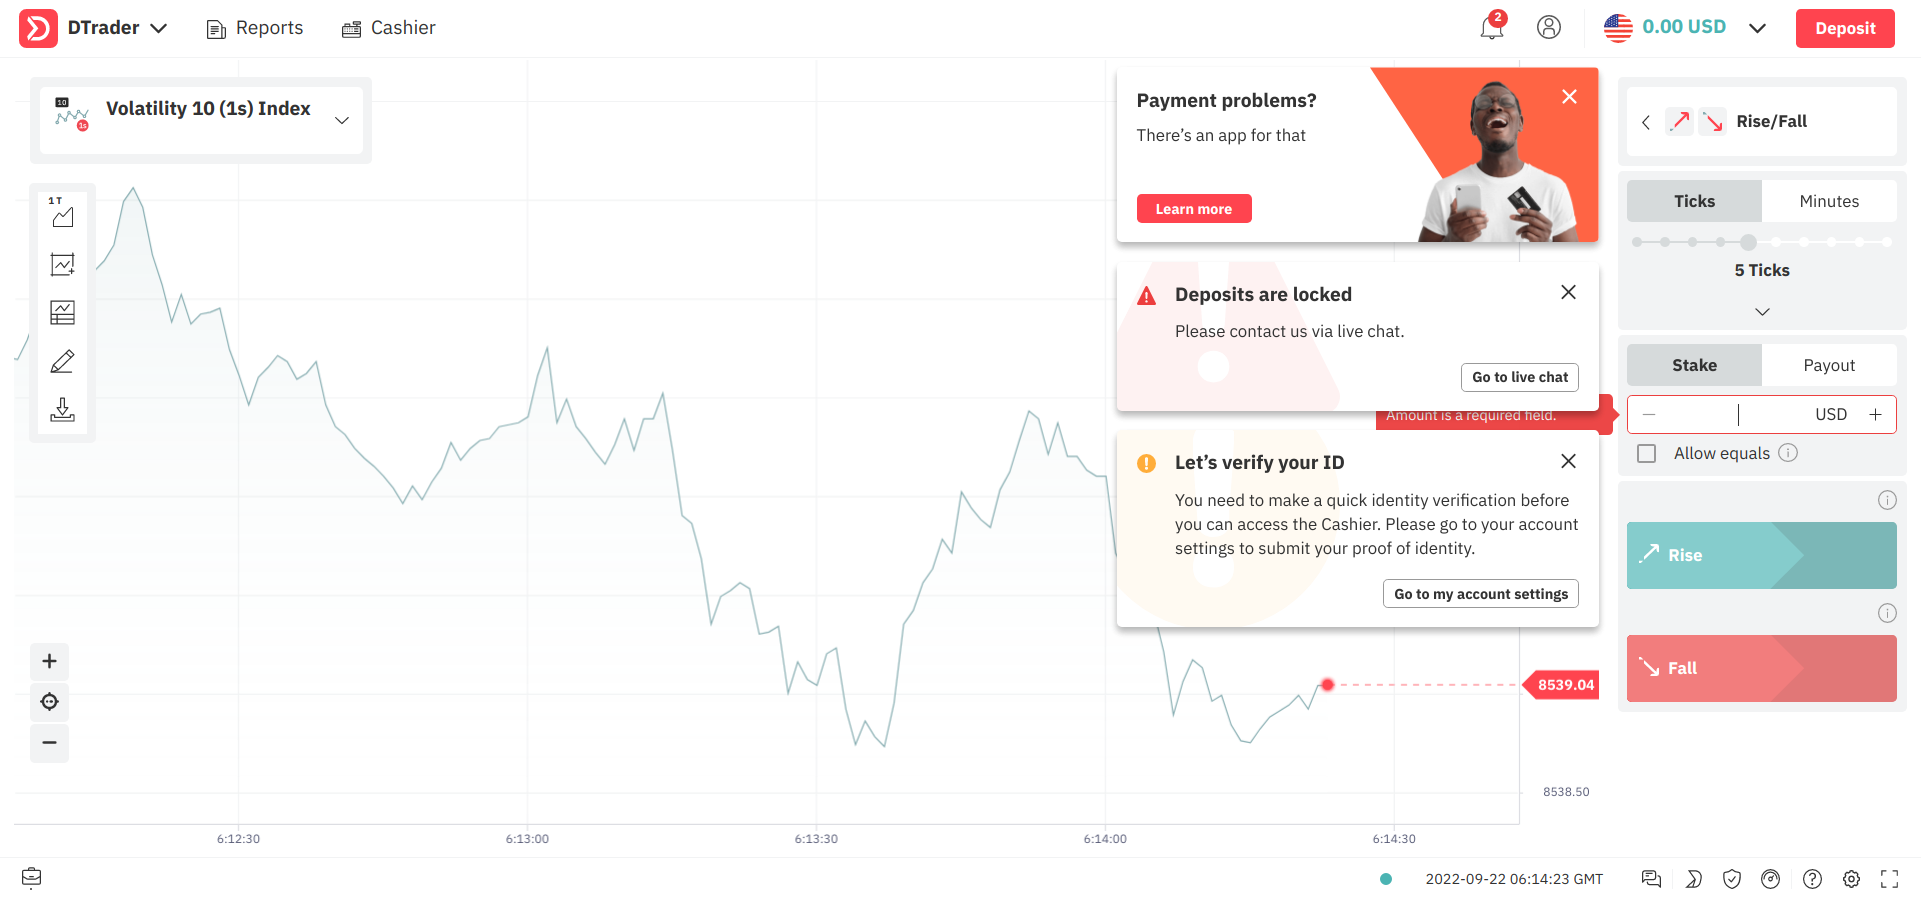 DTrader
Reports
Cashier
2
0.00 USD
Deposit
10
1s
Volatility 10 (1s) Index
1 T
Payment problems?
There's an app for that
Learn more
Deposits are locked
Please contact us via live chat.
Go to live chat
Amount is a required field.
Let's verify your ID
You need to make a quick identity verification before
you can access the Cashier. Please go to your account
settings to submit your proof of identity.
Go to my account settings
Rise/Fall
Ticks
Minutes
5 Ticks
Stake
Payout
USD
Allow equals
Rise
Fall
8539.04
8538.50
6:12:30
6:13:00
6:13:30
6:14:00
6:14:30
2022-09-22 06:14:23 GMT